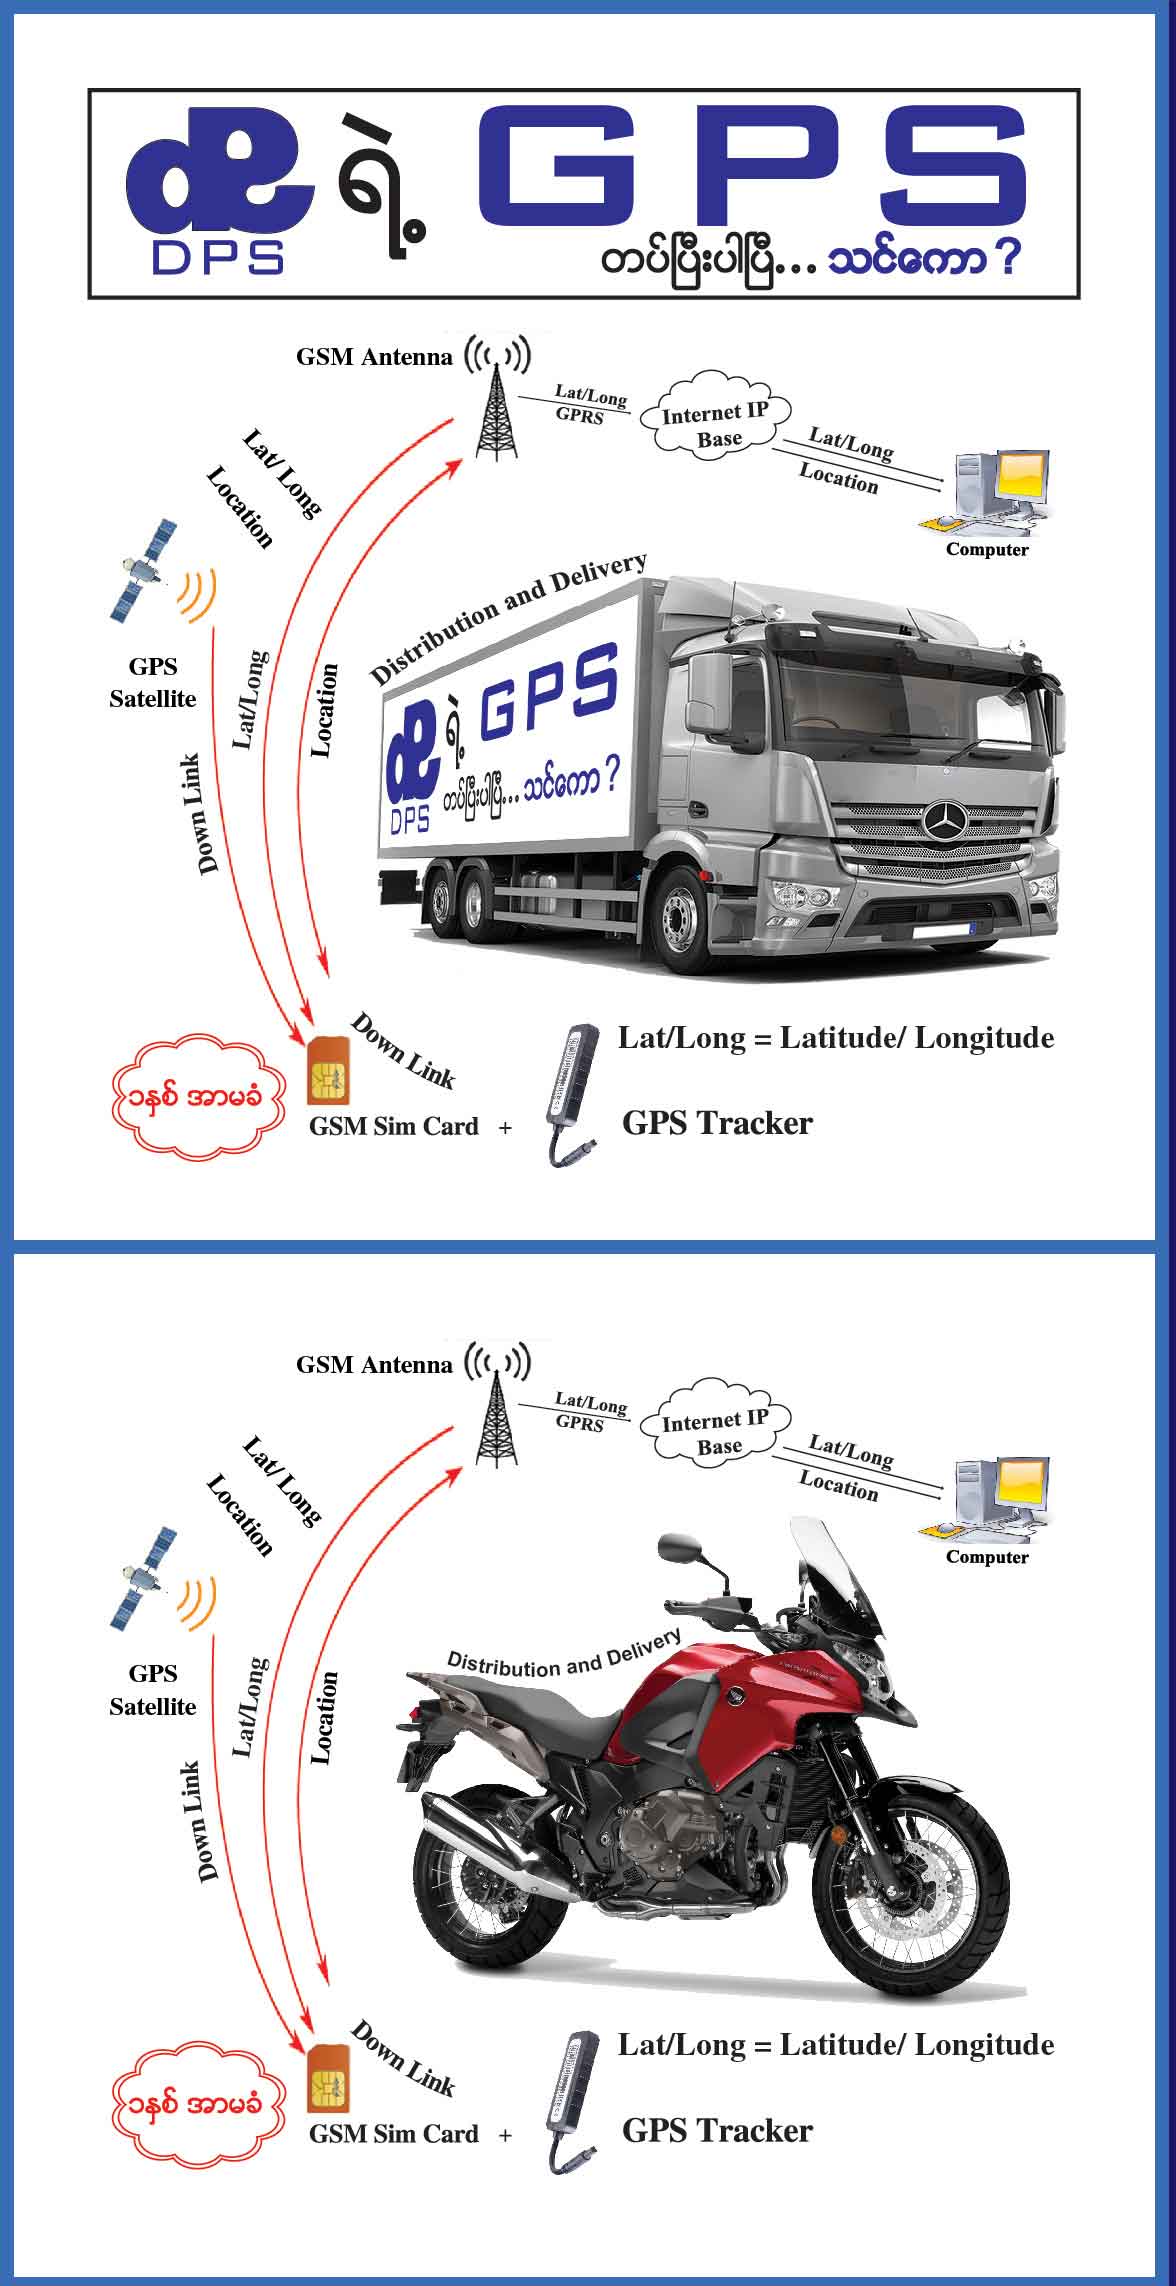 DPS ရဲ့ GPS
တပ်ပြီးပါပြီ... သင်ကော ?
GSM Antenna
Lat/Long
GPRS
Internet IP
Base
Lat/Long
Location
Computer
Lat/Long
Location
GPS
Satellite
Down Link
Lat/Long
Location
Distribution and Delivery
DPS ရဲ့ GPS
တပ်ပြီးပါပြီ... သင်ကော ?
၁နှစ် အာမခံ
Down Link
GSM Sim Card +
Lat/Long = Latitude/ Longitude
GPS Tracker
GSM Antenna
Lat/Long
GPRS
Internet IP
Base
Lat/Long
Location
Computer
Lat/Long
Location
GPS
Satellite
Down Link
Lat/Long
Location
Distribution and Delivery
၁နှစ် အာမခံ
Down Link
GSM Sim Card +
Lat/Long = Latitude/ Longitude
GPS Tracker